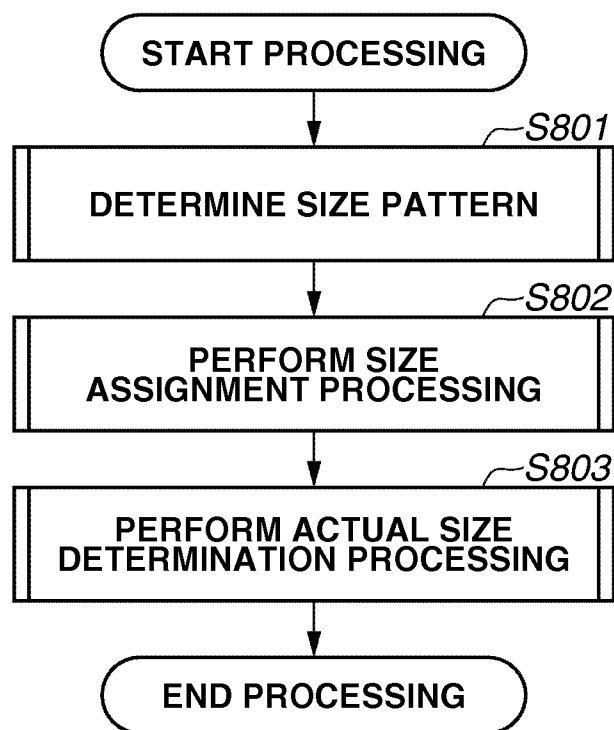 START PROCESSING
S801
DETERMINE SIZE PATTERN
S802
PERFORM SIZE
ASSIGNMENT PROCESSING
S803
PERFORM ACTUAL SIZE
DETERMINATION PROCESSING
END PROCESSING